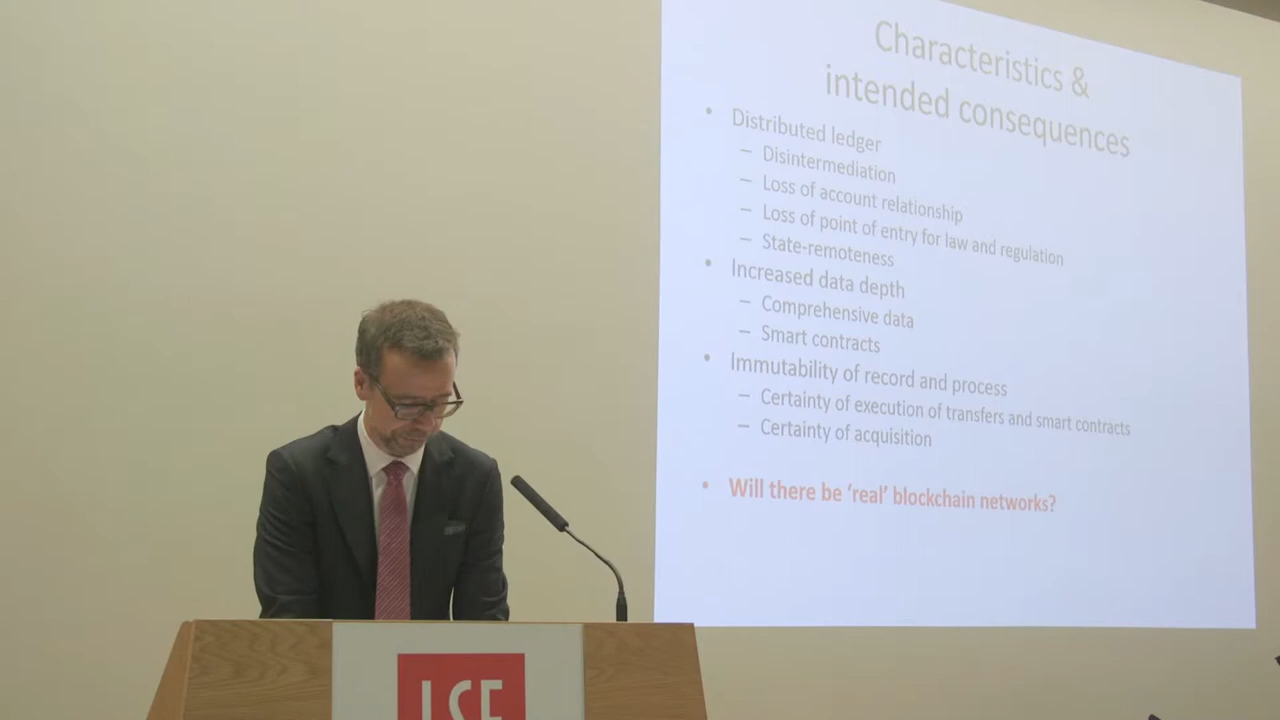 Characteristics &
intended consequences
• Distributed ledger
– Disintermediation
– Loss of account relationship
– Loss of point of entry for law and regulation
– State-remoteness
• Increased data depth
– Comprehensive data
– Smart contracts
• Immutability of record and process
– Certainty of execution of transfers and smart contracts
– Certainty of acquisition
• Will there be ‘real’ blockchain networks?
LSE